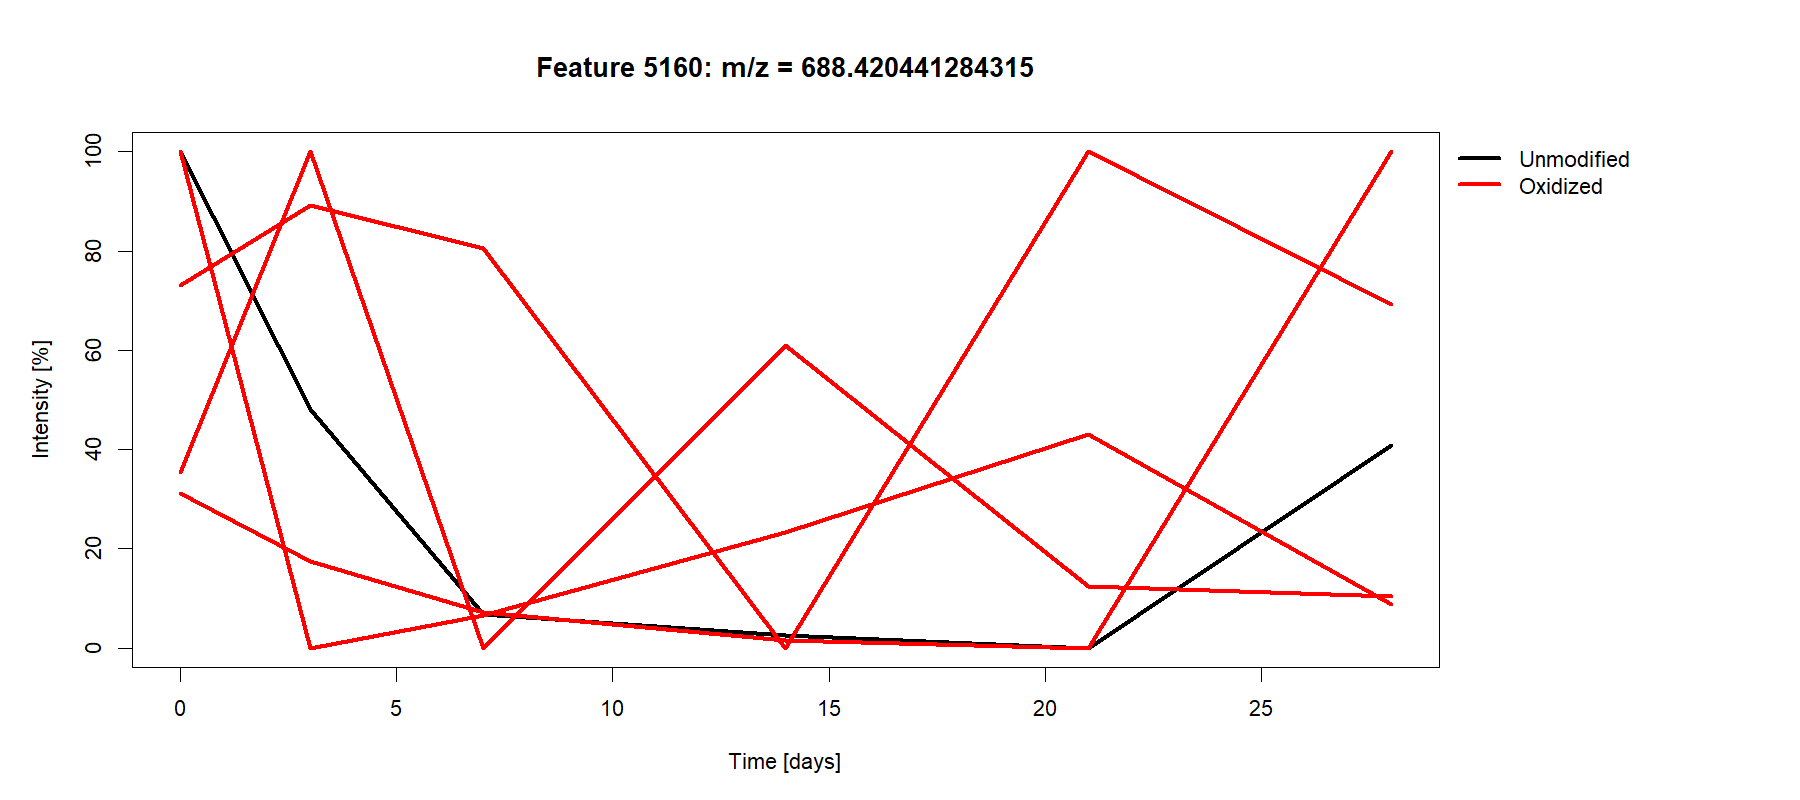 Feature 5160: m/z = 688.420441284315
Unmodified
Oxidized
Intensity [%]
100
80
60
40
20
0
0 5 10 15 20 25
Time [days]